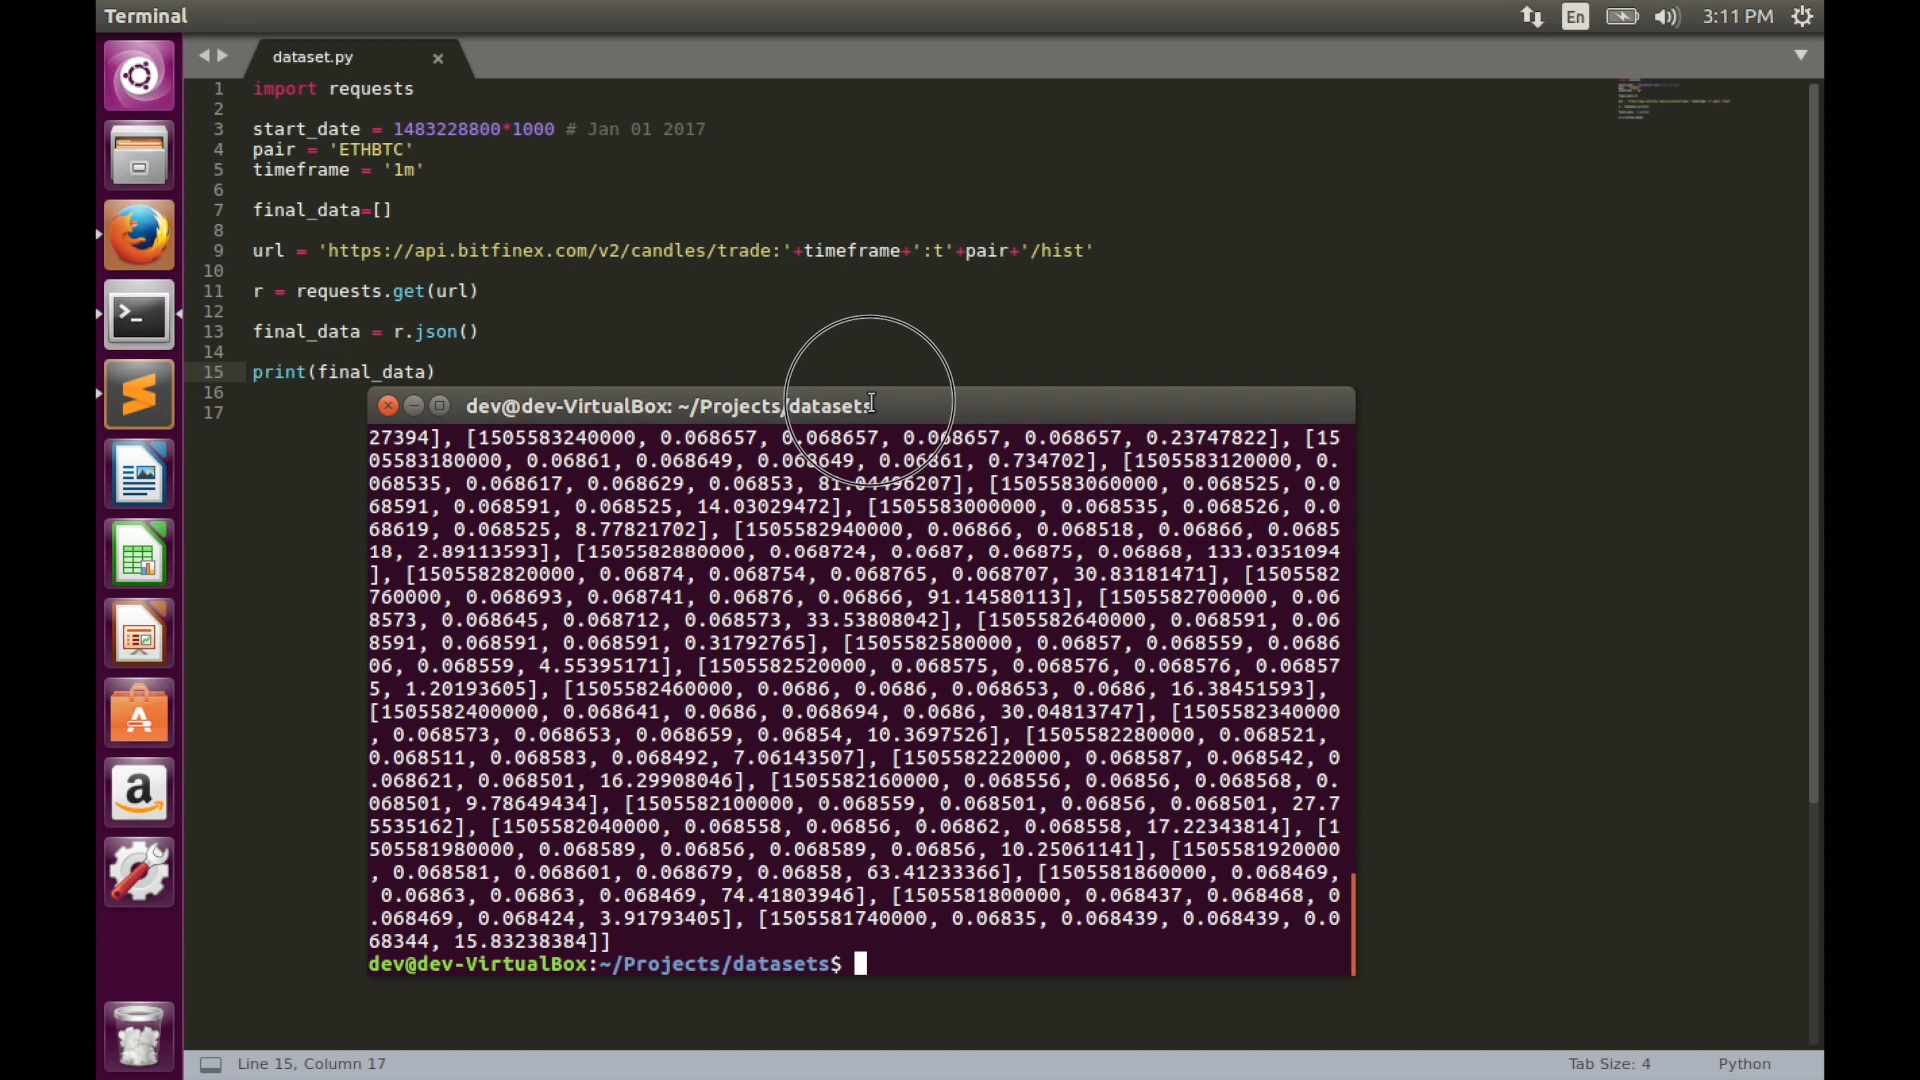 Terminal
En
3:11 PM
dataset.py
1 import requests
2
3 start_date = 1483228800*1000 # Jan 01 2017
4 pair = 'ETHBTC'
5 timeframe = '1m'
6
7 final_data=[]
8
9 url = 'https://api.bitfinex.com/v2/candles/trade:'+timeframe+':t'+pair+'/hist'
10
11 r = requests.get(url)
12
13 final_data = r.json()
14
15 print(final_data)
16
17
dev@dev-VirtualBox: ~/Projects/datasets
27394], [1505583240000, 0.068657, 0.068657, 0.068657, 0.068657, 0.23747822], [15
05583180000, 0.06861, 0.068649, 0.068649, 0.06861, 0.734702], [1505583120000, 0.
068535, 0.068617, 0.068629, 0.06853, 81.04496207], [1505583060000, 0.068525, 0.0
68591, 0.068591, 0.068525, 14.03029472], [1505583000000, 0.068535, 0.068526, 0.0
68619, 0.068525, 8.77821702], [1505582940000, 0.06866, 0.068518, 0.06866, 0.0685
18, 2.89113593], [1505582880000, 0.068724, 0.0687, 0.06875, 0.06868, 133.0351094
], [1505582820000, 0.06874, 0.068754, 0.068765, 0.068707, 30.83181471], [1505582
760000, 0.068693, 0.068741, 0.06876, 0.06866, 91.14580113], [1505582700000, 0.06
8573, 0.068645, 0.068712, 0.068573, 33.53808042], [1505582640000, 0.068591, 0.06
8591, 0.068591, 0.068591, 0.31792765], [1505582580000, 0.06857, 0.068559, 0.0686
06, 0.068559, 4.55395171], [1505582520000, 0.068575, 0.068576, 0.068576, 0.06857
5, 1.20193605], [1505582460000, 0.0686, 0.0686, 0.068653, 0.0686, 16.38451593],
[1505582400000, 0.068641, 0.0686, 0.068694, 0.0686, 30.04813747], [1505582340000
, 0.068573, 0.068653, 0.068659, 0.06854, 10.3697526], [1505582280000, 0.068521,
0.068511, 0.068583, 0.068492, 7.06143507], [1505582220000, 0.068587, 0.068542, 0
.068621, 0.068501, 16.29908046], [1505582160000, 0.068556, 0.06856, 0.068568, 0.
068501, 9.78649434], [1505582100000, 0.068559, 0.068501, 0.06856, 0.068501, 27.7
5535162], [1505582040000, 0.068558, 0.06856, 0.06862, 0.068558, 17.22343814], [1
505581980000, 0.068589, 0.06856, 0.068589, 0.06856, 10.25061141], [1505581920000
, 0.068581, 0.068601, 0.068679, 0.06858, 63.41233366], [1505581860000, 0.068469,
0.06863, 0.06863, 0.068469, 74.41803946], [1505581800000, 0.068437, 0.068468, 0
.068469, 0.068424, 3.91793405], [1505581740000, 0.06835, 0.068439, 0.068439, 0.0
68344, 15.83238384]]
dev@dev-VirtualBox:~/Projects/datasets$
Line 15, Column 17
Tab Size: 4
Python